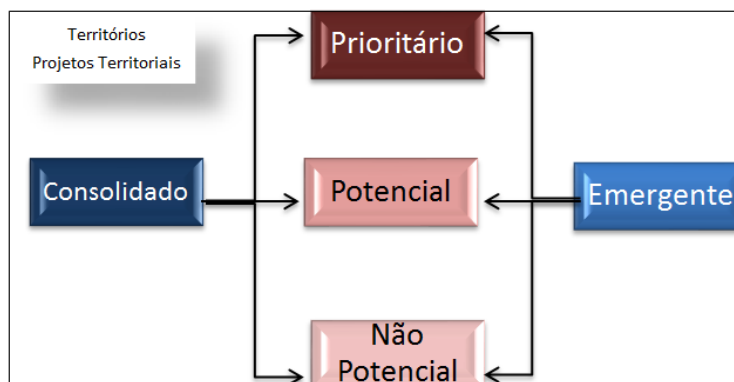 Territórios
Projetos Territoriais
Prioritário
Consolidado
Potencial
Emergente
Não
Potencial